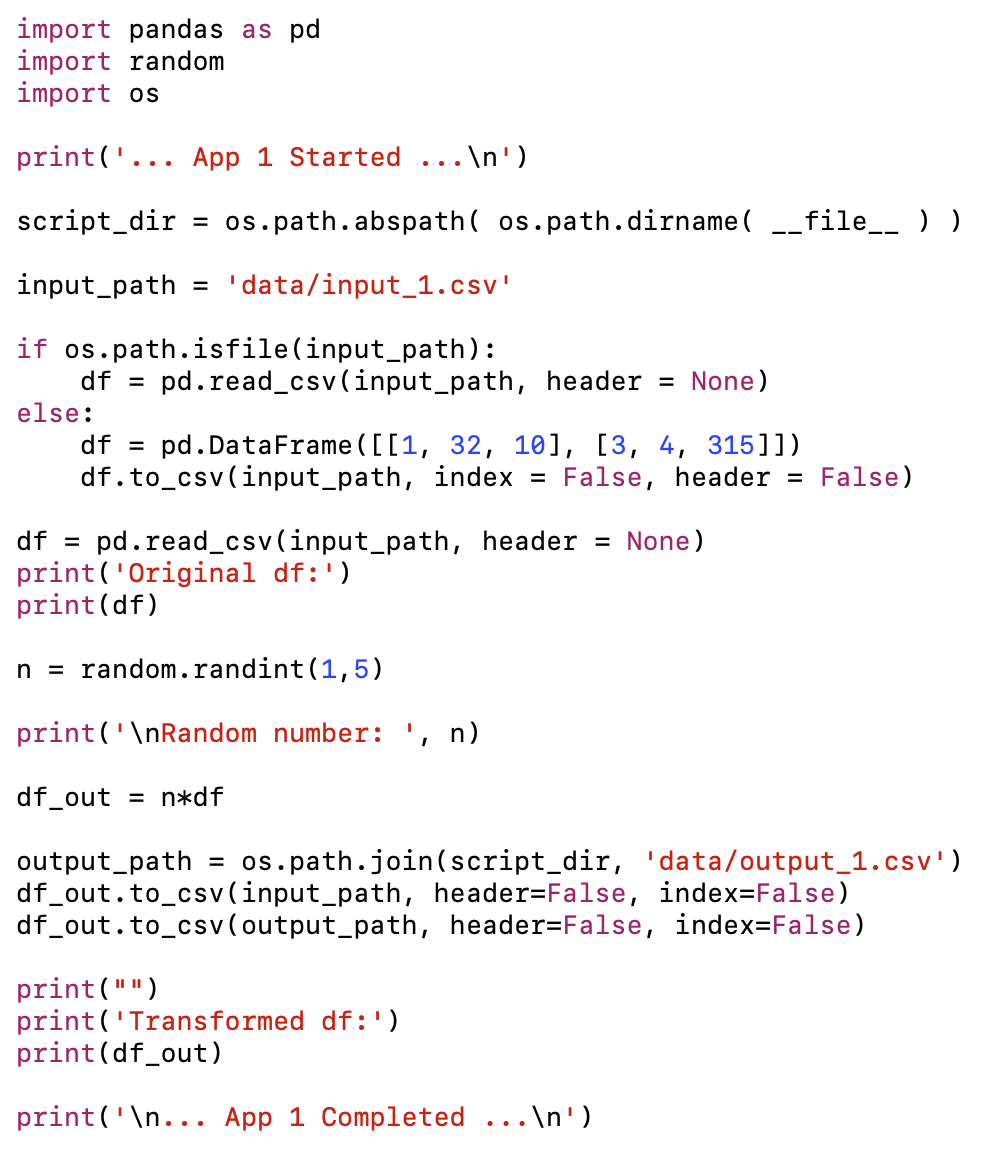 import pandas as pd
import random
import os

print('... App 1 Started ...\n')

script_dir = os.path.abspath( os.path.dirname( __file__ ) )

input_path = 'data/input_1.csv'

if os.path.isfile(input_path):
    df = pd.read_csv(input_path, header = None)
else:
    df = pd.DataFrame([[1, 32, 10], [3, 4, 315]])
    df.to_csv(input_path, index = False, header = False)

df = pd.read_csv(input_path, header = None)
print('Original df:')
print(df)

n = random.randint(1,5)

print('\nRandom number: ', n)

df_out = n*df

output_path = os.path.join(script_dir, 'data/output_1.csv')
df_out.to_csv(input_path, header=False, index=False)
df_out.to_csv(output_path, header=False, index=False)

print("")
print('Transformed df:')
print(df_out)

print('\n... App 1 Completed ...\n')